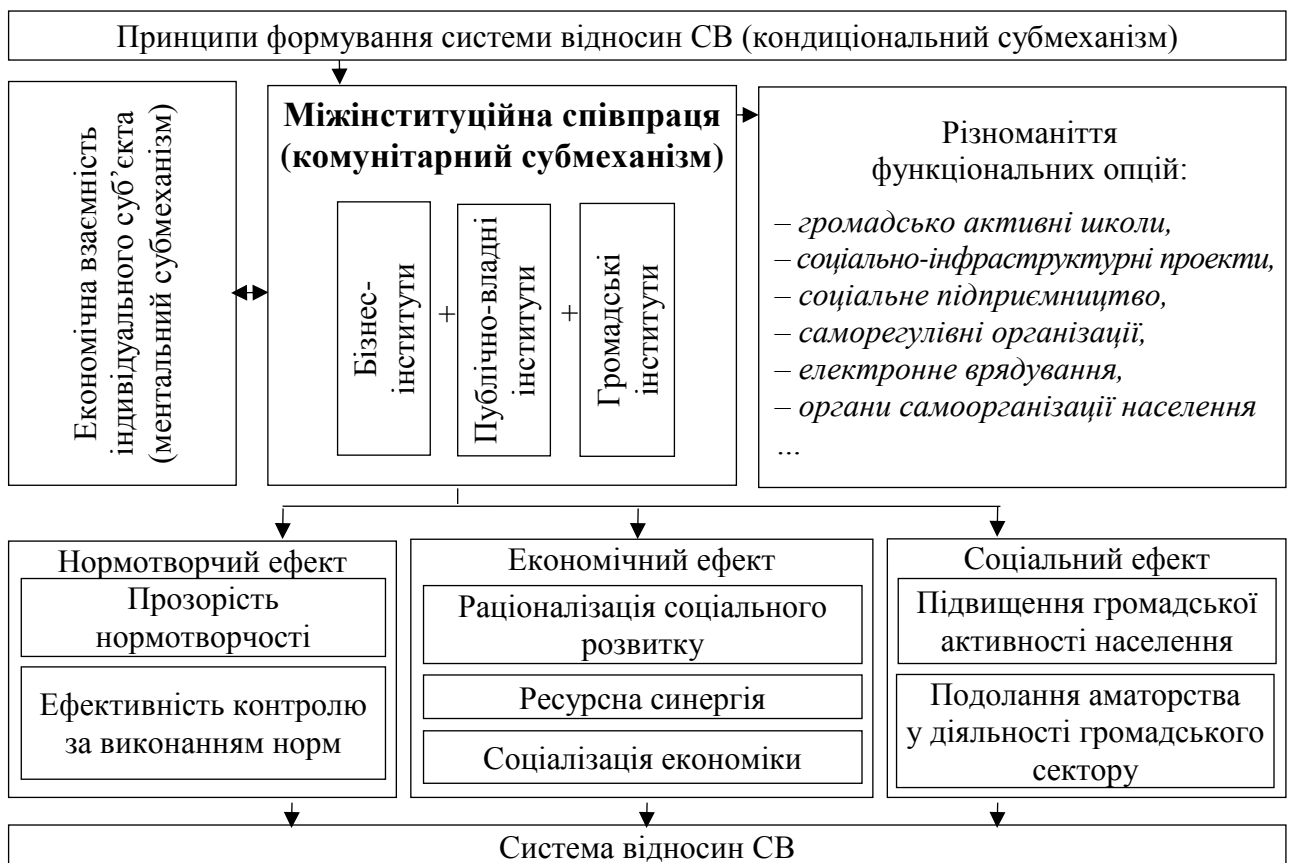 Принципи формування системи відносин СВ (кондиціональний субмеханізм)
Економічна взаємність
індивідуального суб’єкта
(ментальний субмеханізм)
Міжінституційна співпраця
(комунітарний субмеханізм)
Бізнес-
інститути
+
Публічно-владні
інститути
+
Громадські
інститути
Різноманіття
функціональних опцій:
– громадсько активні школи,
– соціально-інфраструктурні проекти,
– соціальне підприємництво,
– саморегулівні організації,
– електронне врядування,
– органи самоорганізації населення
...
Нормотворчий ефект
Прозорість
нормотворчості
Ефективність контролю
за виконанням норм
Економічний ефект
Раціоналізація соціального
розвитку
Ресурсна синергія
Соціалізація економіки
Соціальний ефект
Підвищення громадської
активності населення
Подолання аматорства
у діяльності громадського
сектору
Система відносин СВ